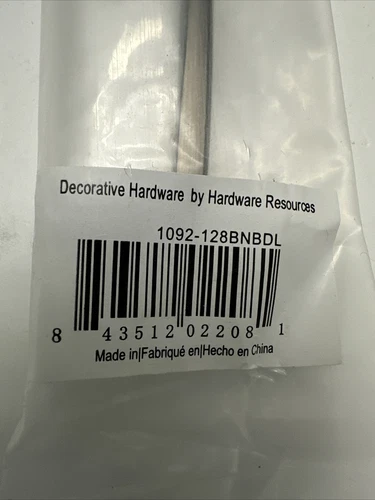 Decorative Hardware by Hardware Resources
1092-128BNBDL
8 43512 02208 1
Made in|Fabriqué en|Hecho en China